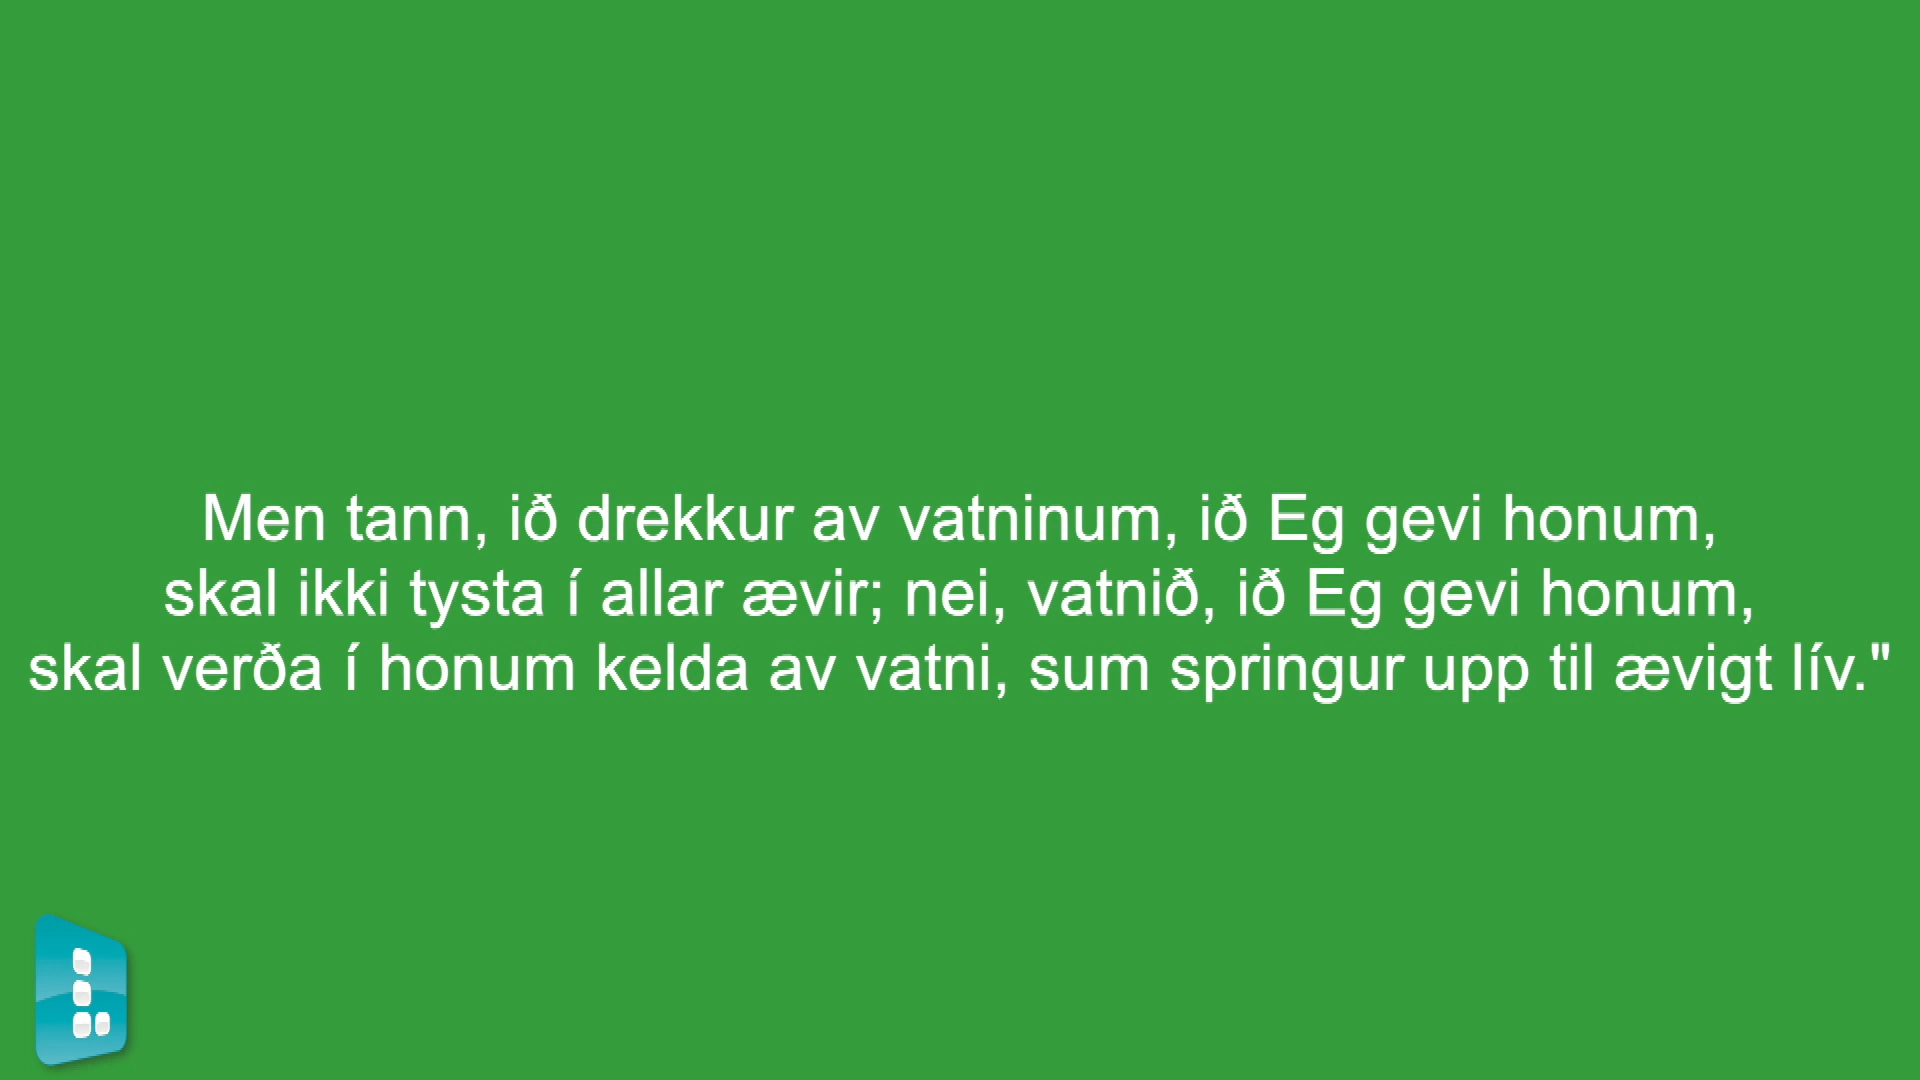 Men tann, ið drekkur av vatninum, ið Eg gevi honum,
skal ikki tysta í allar ævir; nei, vatnið, ið Eg gevi honum,
skal verða í honum kelda av vatni, sum springur upp til ævigt lív."